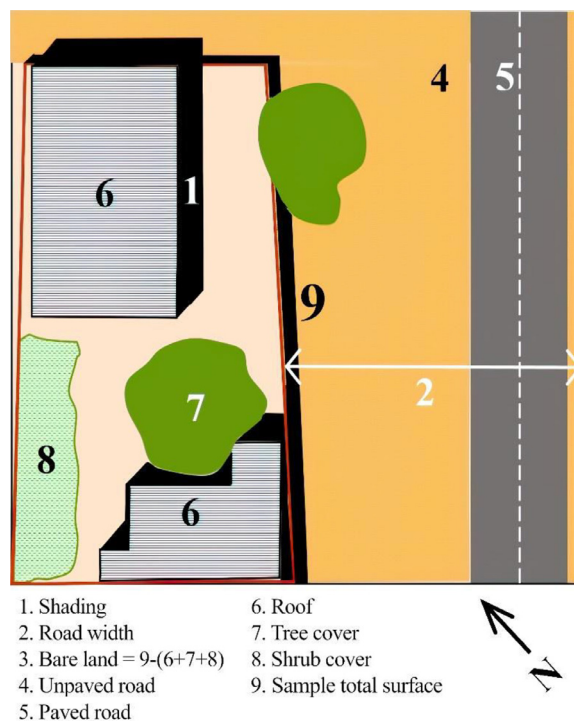 4
5
6
1
9
2
7
8
6
1. Shading
2. Road width
3. Bare land = 9-(6+7+8)
4. Unpaved road
5. Paved road
6. Roof
7. Tree cover
8. Shrub cover
9. Sample total surface
N